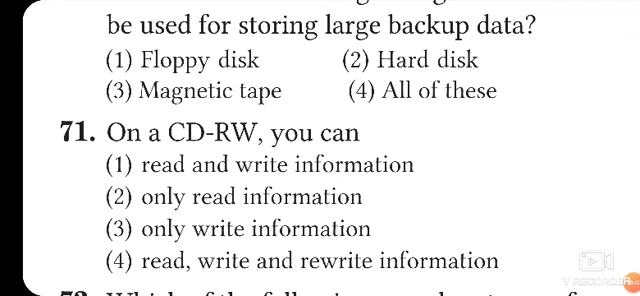 be used for storing large backup data?
(1) Floppy disk (2) Hard disk
(3) Magnetic tape (4) All of these
71. On a CD-RW, you can
(1) read and write information
(2) only read information
(3) only write information
(4) read, write and rewrite information
V RECORDER